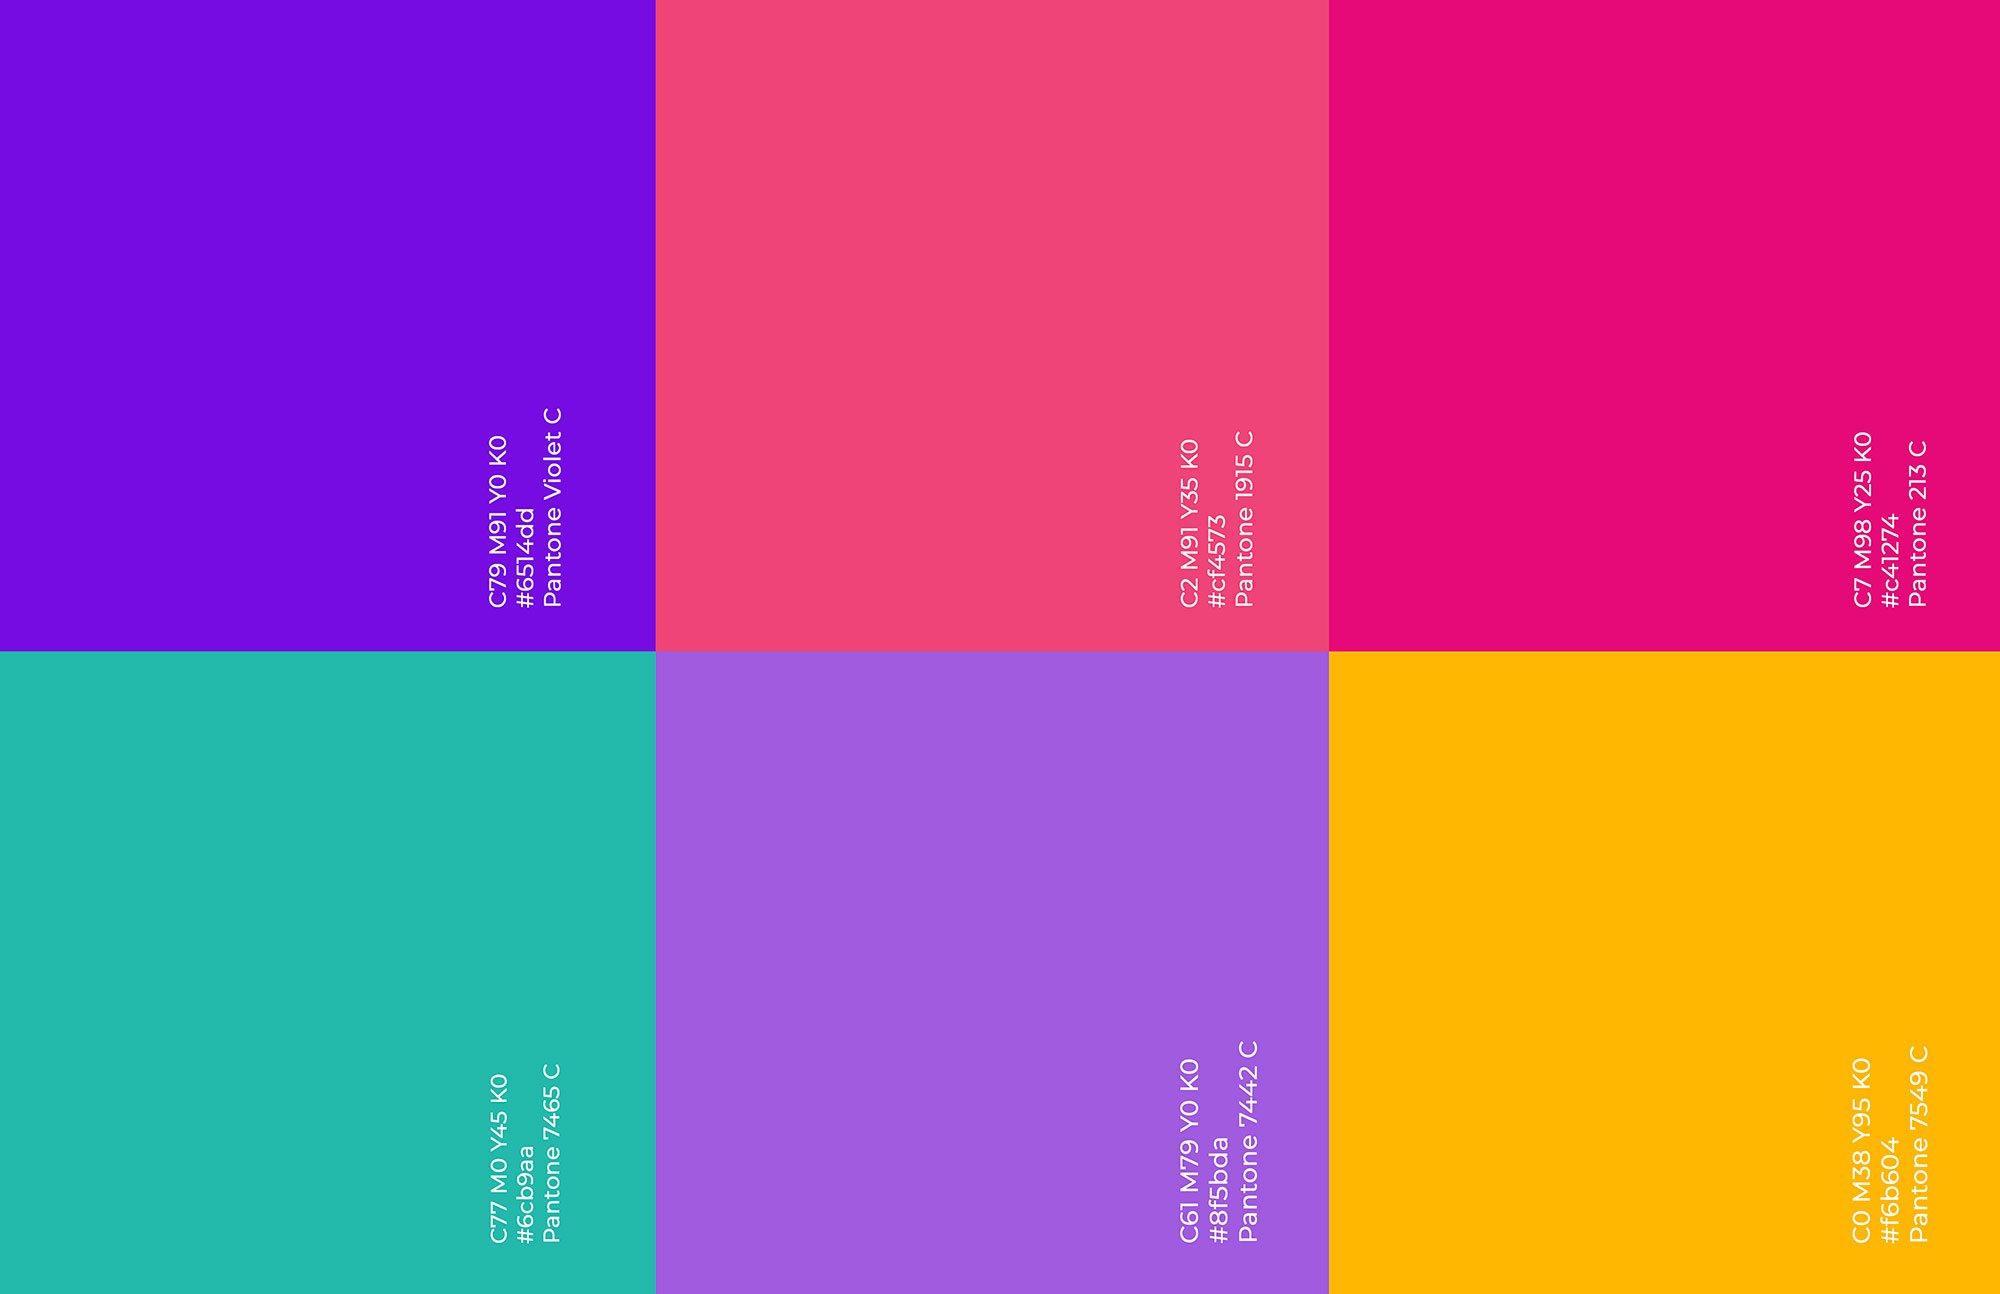 C79 M91 Y0 K0
#6514dd
Pantone Violet C
C2 M91 Y35 K0
#cf4573
Pantone 1915 C
C7 M98 Y25 K0
#c41274
Pantone 213 C
C77 M0 Y45 K0
#6cb9aa
Pantone 7465 C
C61 M79 Y0 K0
#8f5bda
Pantone 7442 C
C0 M38 Y95 K0
#f6b604
Pantone 7549 C